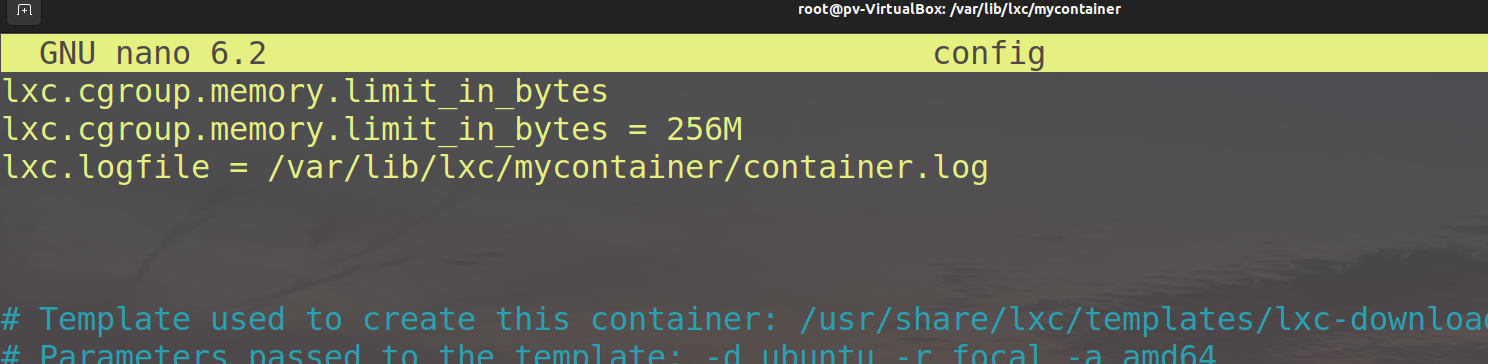 root@pv-VirtualBox: /var/lib/lxc/mycontainer
GNU nano 6.2 config
lxc.cgroup.memory.limit_in_bytes
lxc.cgroup.memory.limit_in_bytes = 256M
lxc.logfile = /var/lib/lxc/mycontainer/container.log
# Template used to create this container: /usr/share/lxc/templates/lxc-download
# Parameters passed to the template: -d ubuntu -r focal -a amd64